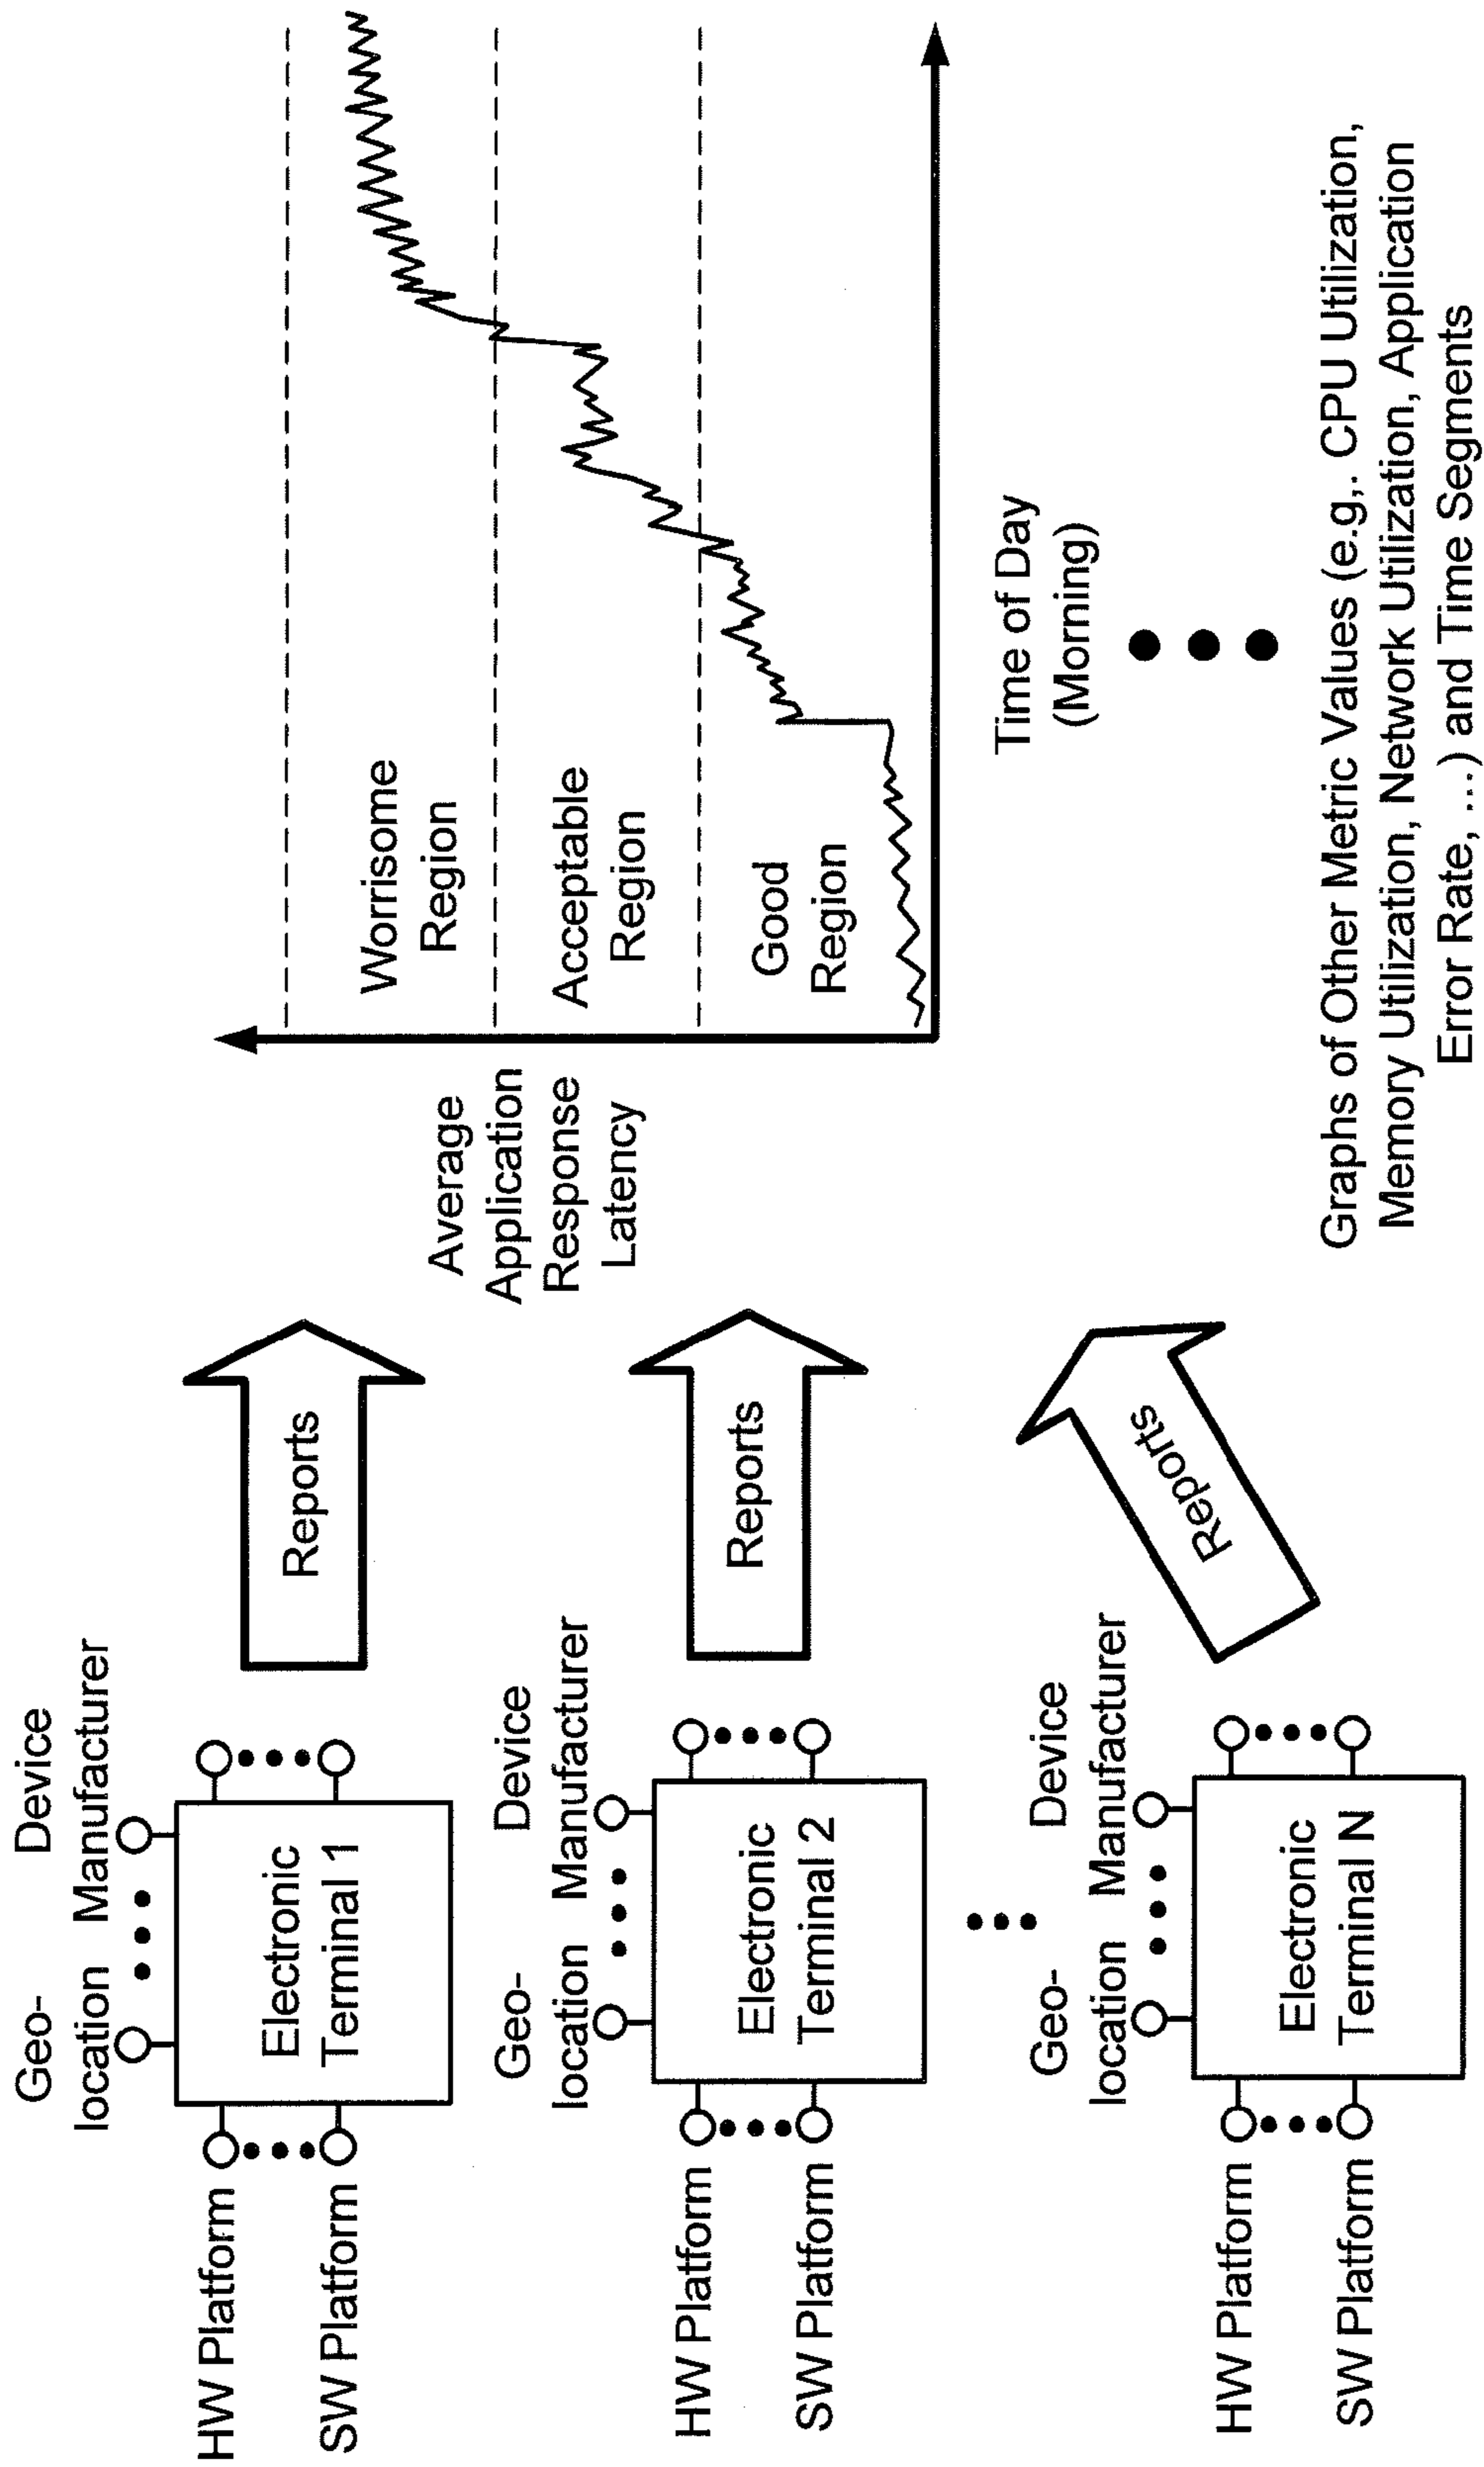 Geo-
location
Device
Manufacturer
HW Platform
SW Platform
Electronic
Terminal 1
Reports
Geo-
location
Device
Manufacturer
HW Platform
SW Platform
Electronic
Terminal 2
Reports
Geo-
location
Device
Manufacturer
HW Platform
SW Platform
Electronic
Terminal N
Reports
Average
Application
Response
Latency
Worrisome
Region
Acceptable
Region
Good
Region
Time of Day
(Morning)
Graphs of Other Metric Values (e.g,. CPU Utilization,
Memory Utilization, Network Utilization, Application
Error Rate, ...) and Time Segments